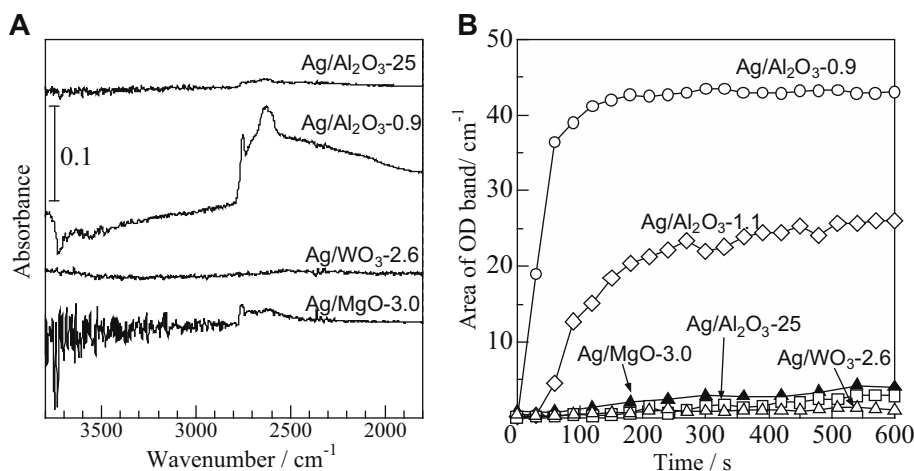 A
Ag/Al₂O₃-25
Ag/Al₂O₃-0.9
0.1
Ag/WO₃-2.6
Ag/MgO-3.0
Absorbance
3500 3000 2500 2000
Wavenumber / cm⁻¹
B
50
40
30
20
10
Area of OD band/ cm⁻¹
Ag/Al₂O₃-0.9
Ag/Al₂O₃-1.1
Ag/Al₂O₃-25
Ag/MgO-3.0
Ag/WO₃-2.6
0 100 200 300 400 500 600
Time / s